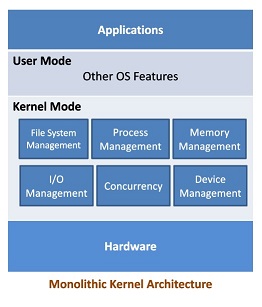 Applications
User Mode
Other OS Features
Kernel Mode
File System
Management
Process
Management
Memory
Management
I/O
Management
Concurrency
Device
Management
Hardware
Monolithic Kernel Architecture